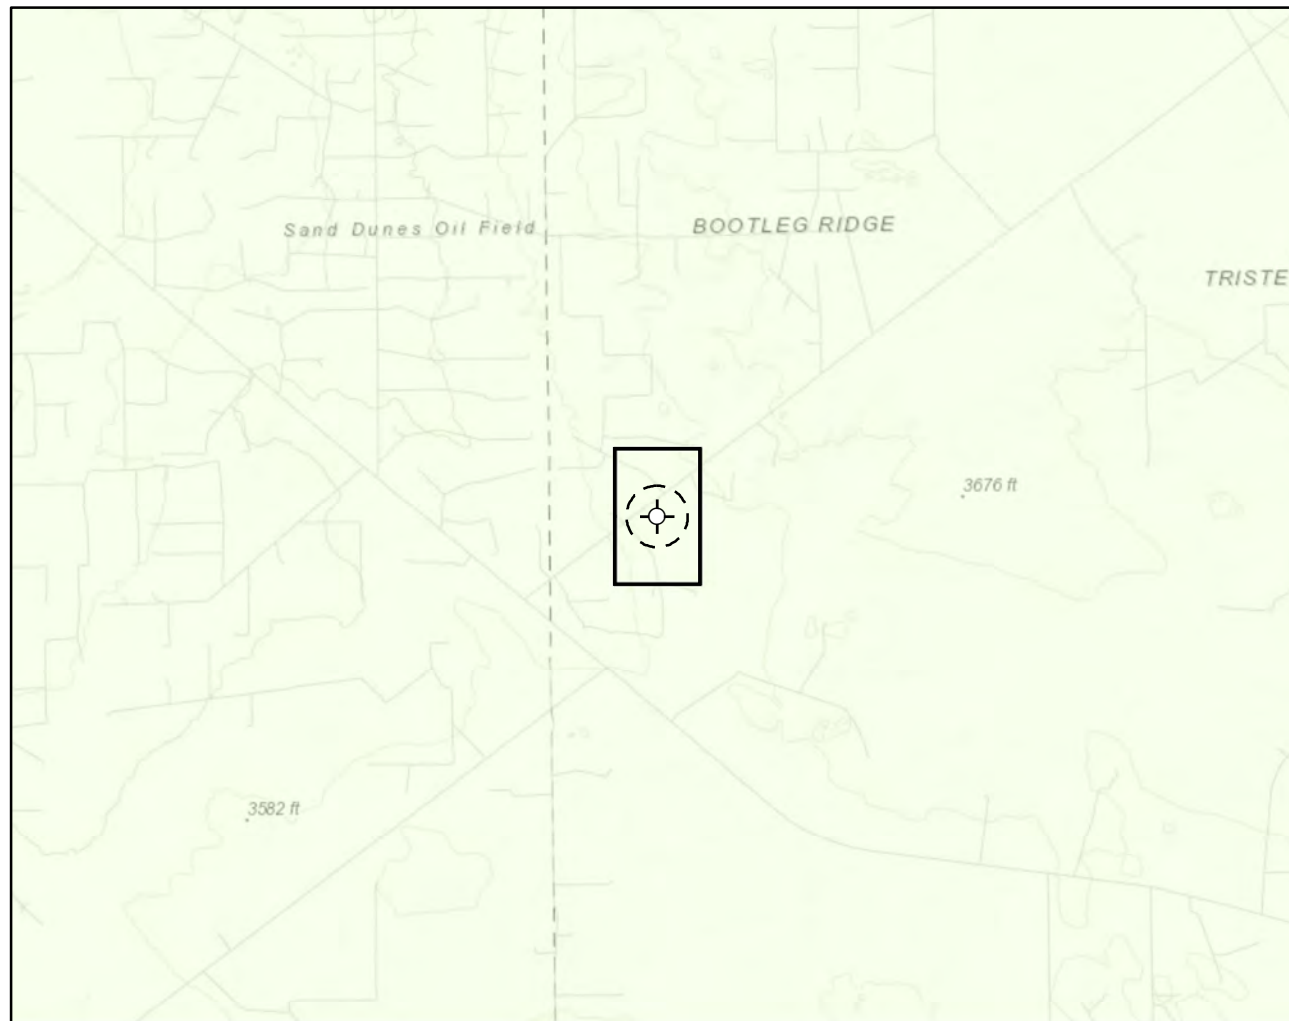 Sand Dunes Oil Field
BOOTLEG RIDGE
TRISTE
3676 ft
3582 ft